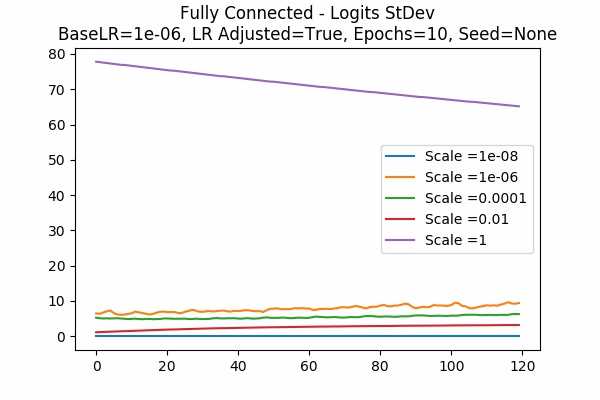 Fully Connected - Logits StDev
BaseLR=1e-06, LR Adjusted=True, Epochs=10, Seed=None
80
70
60
50
40
30
20
10
0
Scale =1e-08
Scale =1e-06
Scale =0.0001
Scale =0.01
Scale =1
0 20 40 60 80 100 120